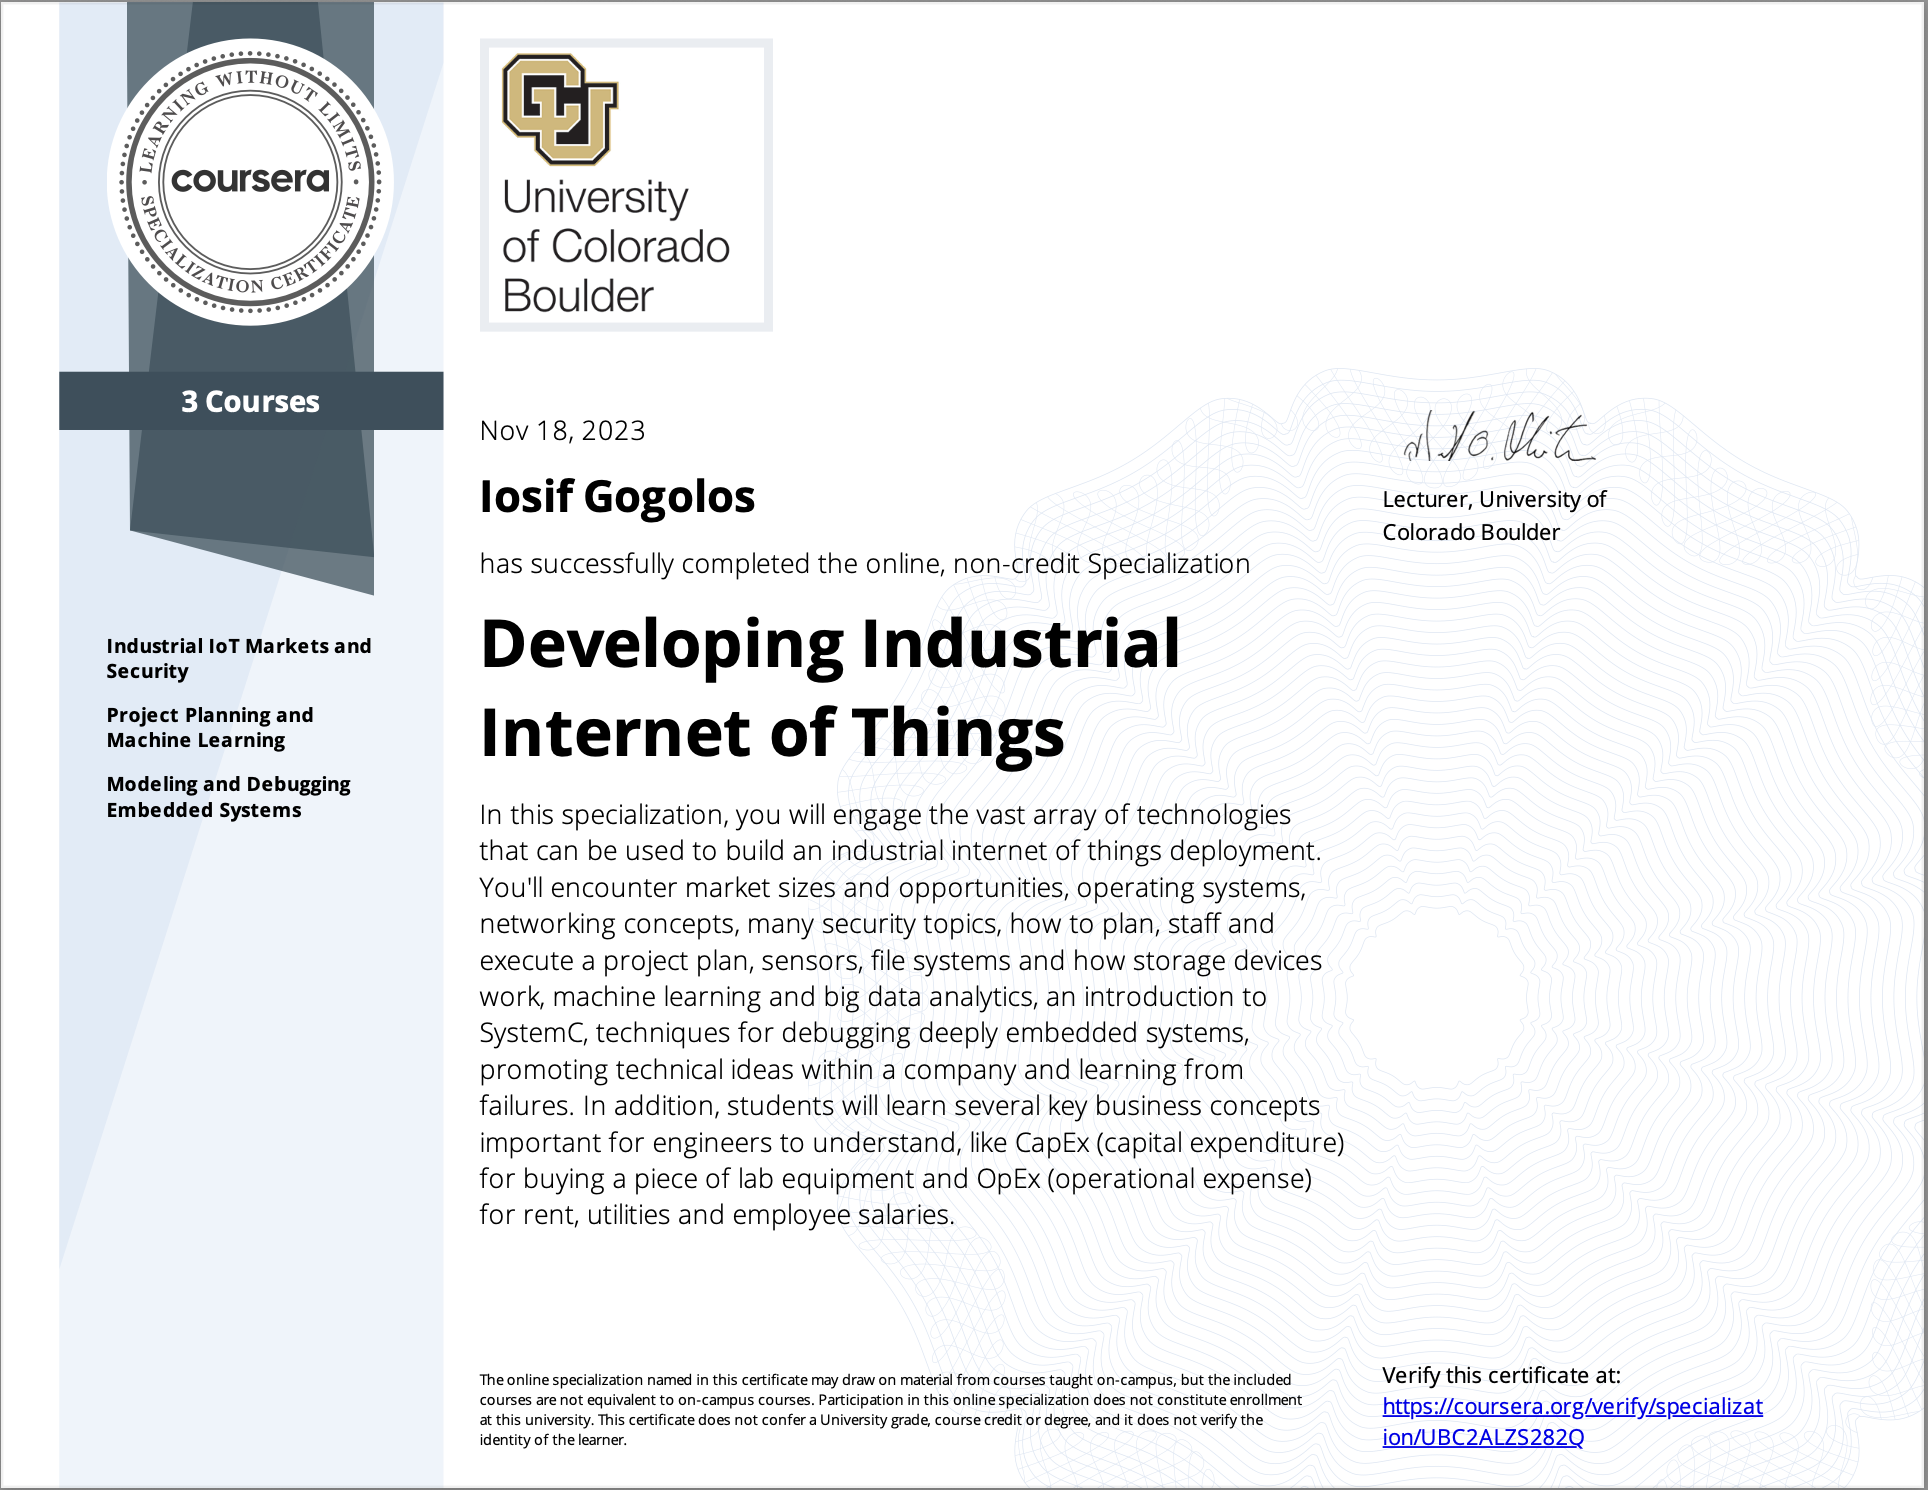 LEARNING WITHOUT LIMITS
coursera
SPECIALIZATION CERTIFICATE
3 Courses
Industrial IoT Markets and
Security
Project Planning and
Machine Learning
Modeling and Debugging
Embedded Systems
CU
University
of Colorado
Boulder
Nov 18, 2023
Iosif Gogolos
has successfully completed the online, non-credit Specialization
Developing Industrial
Internet of Things
In this specialization, you will engage the vast array of technologies
that can be used to build an industrial internet of things deployment.
You'll encounter market sizes and opportunities, operating systems,
networking concepts, many security topics, how to plan, staff and
execute a project plan, sensors, file systems and how storage devices
work, machine learning and big data analytics, an introduction to
SystemC, techniques for debugging deeply embedded systems,
promoting technical ideas within a company and learning from
failures. In addition, students will learn several key business concepts
important for engineers to understand, like CapEx (capital expenditure)
for buying a piece of lab equipment and OpEx (operational expense)
for rent, utilities and employee salaries.
Lecturer, University of
Colorado Boulder
The online specialization named in this certificate may draw on material from courses taught on-campus, but the included
courses are not equivalent to on-campus courses. Participation in this online specialization does not constitute enrollment
at this university. This certificate does not confer a University grade, course credit or degree, and it does not verify the
identity of the learner.
Verify this certificate at:
https://coursera.org/verify/specializat
ion/UBC2ALZS282Q